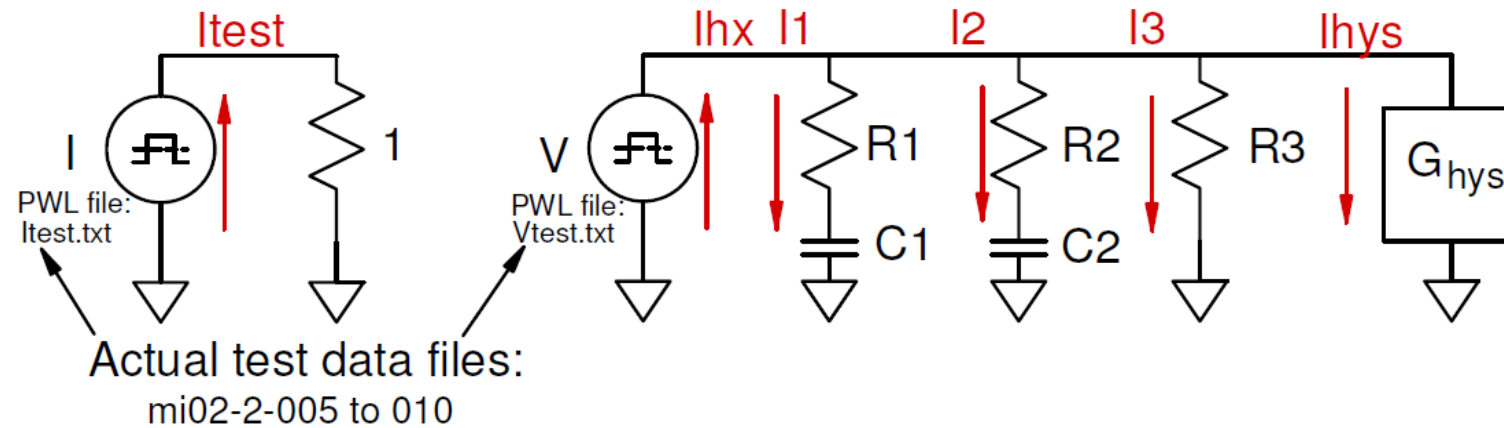 Itest
Ihx I1 I2 I3 Ihys
I 1 V R1 R2 R3 Ghys
PWL file: PWL file:
Itest.txt Vtest.txt
C1 C2
Actual test data files:
mi02-2-005 to 010